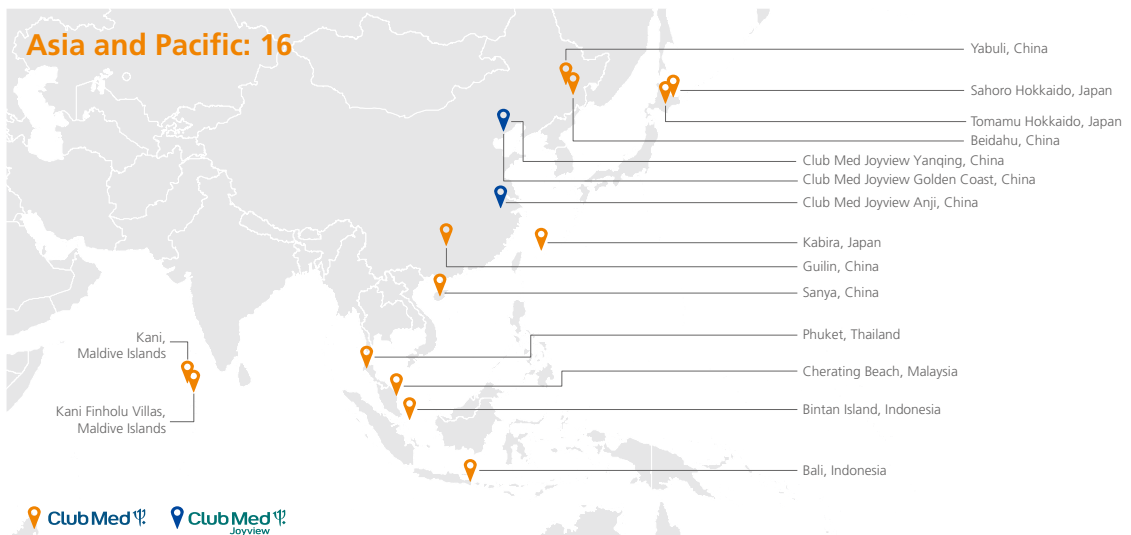 Asia and Pacific: 16
Yabuli, China
Sahoro Hokkaido, Japan
Tomamu Hokkaido, Japan
Beidahu, China
Club Med Joyview Yanqing, China
Club Med Joyview Golden Coast, China
Club Med Joyview Anji, China
Kabira, Japan
Guilin, China
Sanya, China
Phuket, Thailand
Kani,
Maldive Islands
Cherating Beach, Malaysia
Kani Finholu Villas,
Maldive Islands
Bintan Island, Indonesia
Bali, Indonesia
Club Med
Club Med
Joyview